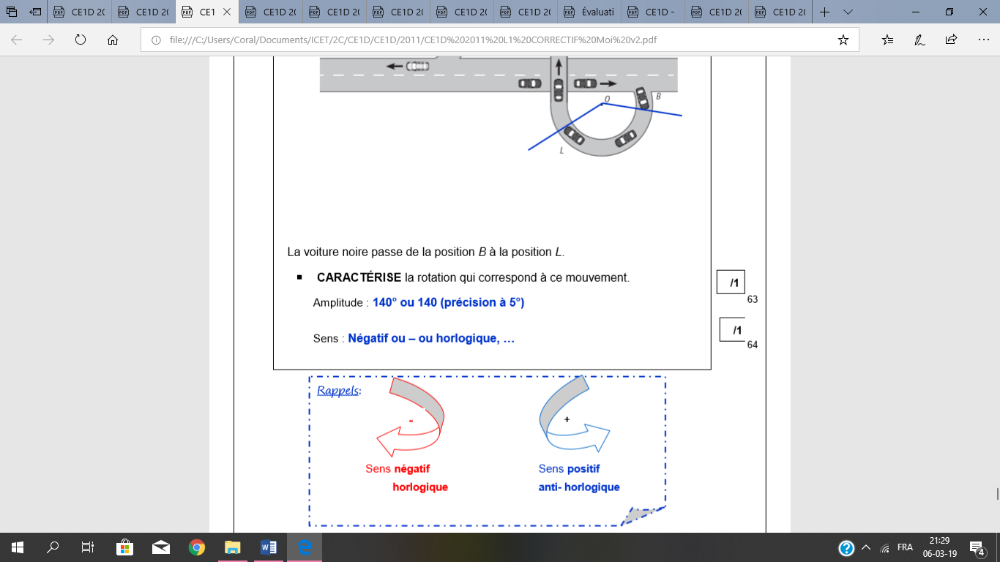 CE1D 20
CE1D 20
CE1
CE1D 20
CE1D 20
CE1D 20
CE1D 20
CE1D 20
Évaluati
CE1D -
CE1D 20
CE1D 20
file:///C:/Users/Coral/Documents/ICET/2C/CE1D/CE1D/2011/CE1D%202011%20L1%20CORRECTIF%20Moi%20v2.pdf
O
B
L
La voiture noire passe de la position B à la position L.
▪ CARACTÉRISE la rotation qui correspond à ce mouvement.
/1
63
Amplitude : 140° ou 140 (précision à 5°)
/1
64
Sens : Négatif ou – ou horlogique, …
Rappels:
-
+
Sens négatif
horlogique
Sens positif
anti- horlogique
FRA
21:29
06-03-19
4